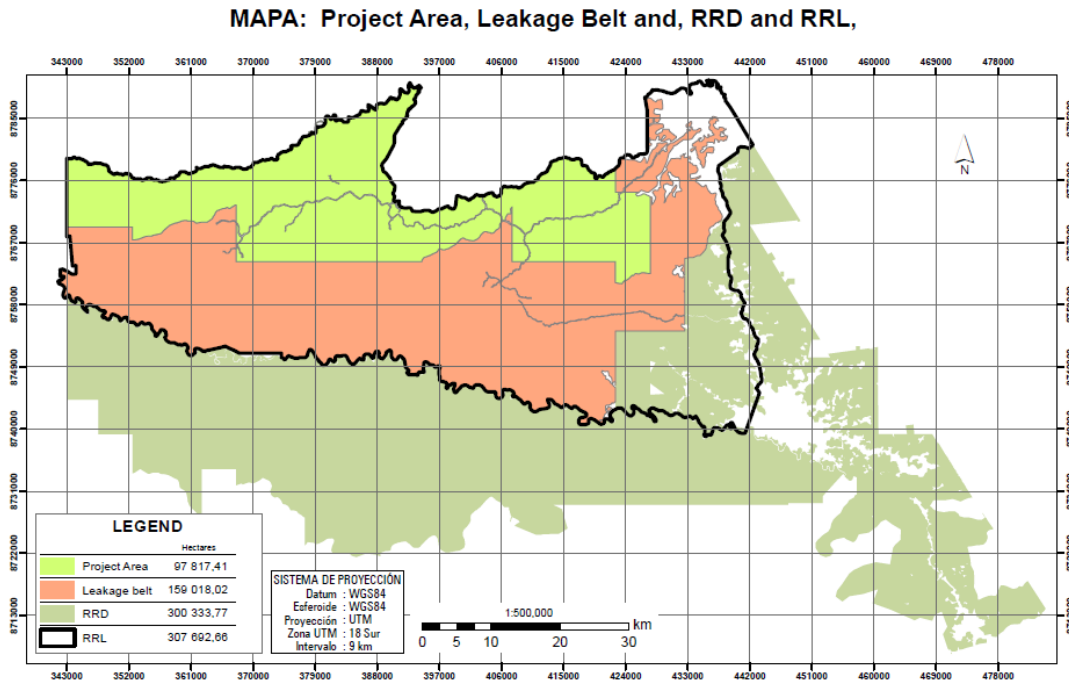 MAPA: Project Area, Leakage Belt and, RRD and RRL,
343000 352000 361000 370000 379000 388000 397000 406000 415000 424000 433000 442000 451000 460000 469000 478000
8785000
8776000
8767000
8758000
8749000
8740000
8731000
8722000
8713000
N
LEGEND
Hectares
Project Area 97 817,41
Leakage belt 159 018,02
RRD 300 333,77
RRL 307 692,66
SISTEMA DE PROYECCIÓN
Datum : WGS84
Esferoide : WGS84
Proyección : UTM
Zona UTM : 18 Sur
Intervalo : 9 km
1:500,000
km
0 5 10 20 30
343000 352000 361000 370000 379000 388000 397000 406000 415000 424000 433000 442000 451000 460000 469000 478000